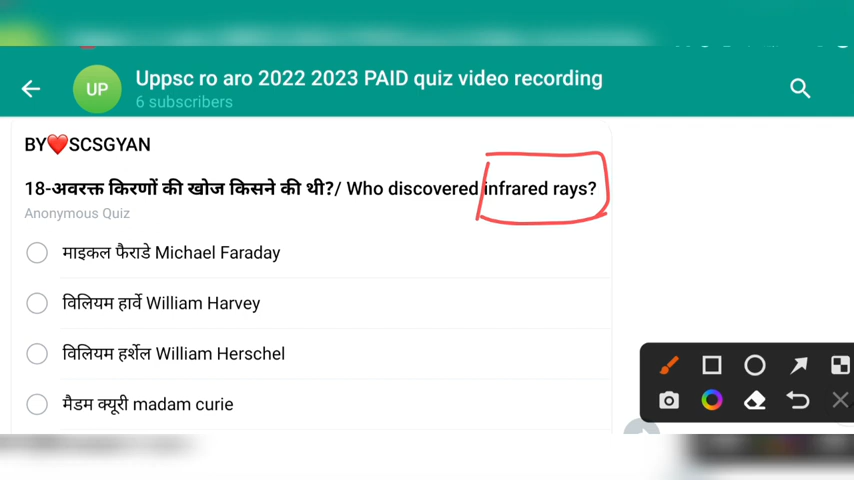 Uppsc ro aro 2022 2023 PAID quiz video recording
UP
6 subscribers
BY❤️SCSGYAN
18-अवरक्त किरणों की खोज किसने की थी?/ Who discovered infrared rays?
Anonymous Quiz
माइकल फैराडे Michael Faraday
विलियम हार्वे William Harvey
विलियम हर्शेल William Herschel
मैडम क्यूरी madam curie